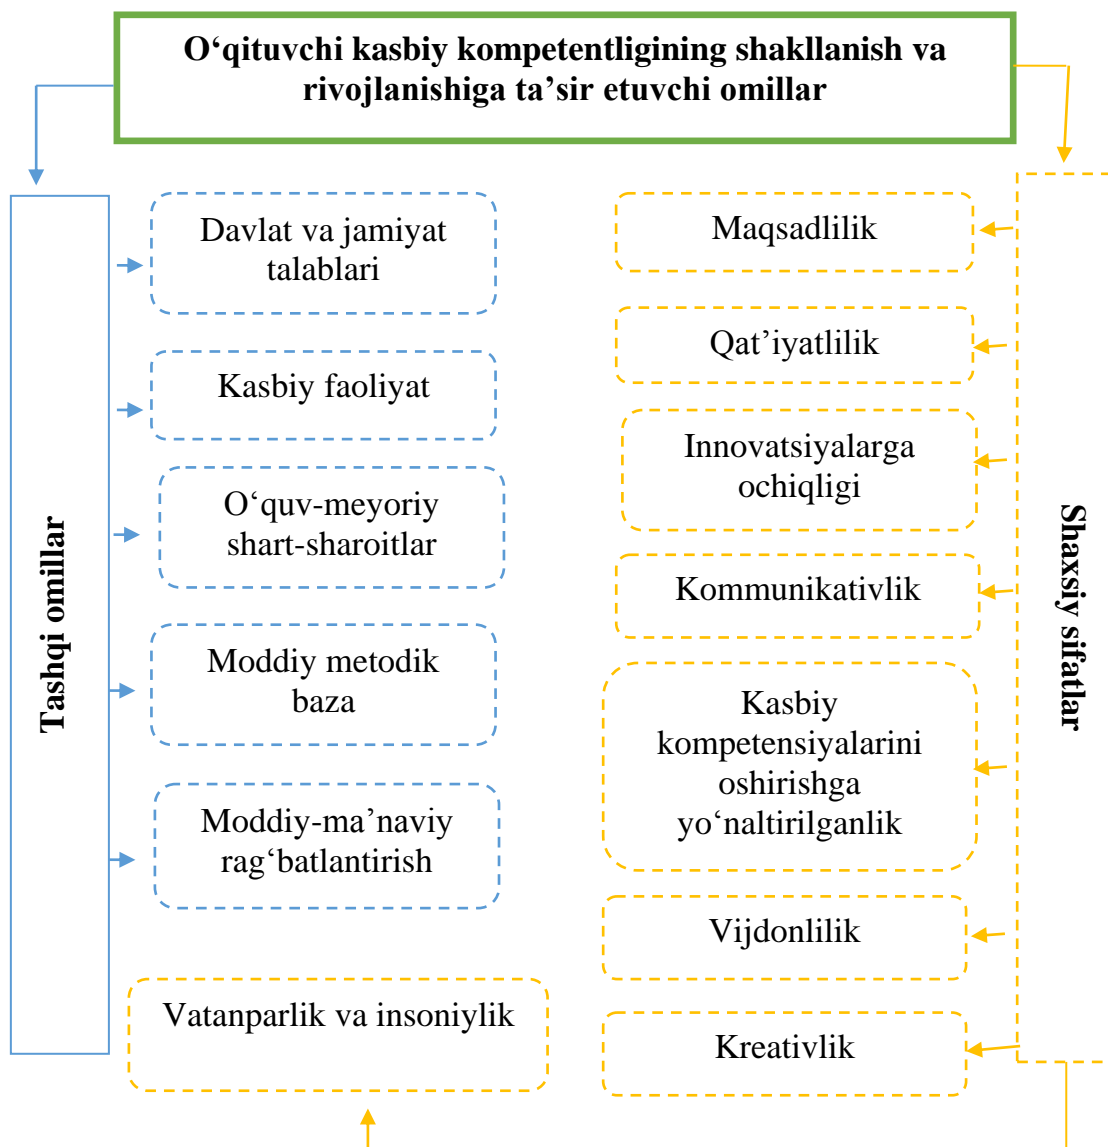 O‘qituvchi kasbiy kompetentligining shakllanish va
rivojlanishiga ta’sir etuvchi omillar
Tashqi omillar
Davlat va jamiyat
talablari
Kasbiy faoliyat
O‘quv-meyoriy
shart-sharoitlar
Moddiy metodik
baza
Moddiy-ma’naviy
rag‘batlantirish
Vatanparlik va insoniylik
Maqsadlilik
Qat’iyatlilik
Innovatsiyalarga
ochiqligi
Kommunikativlik
Kasbiy
kompetensiyalarini
oshirishga
yo‘naltirilganlik
Vijdonlilik
Kreativlik
Shaxsiy sifatlar